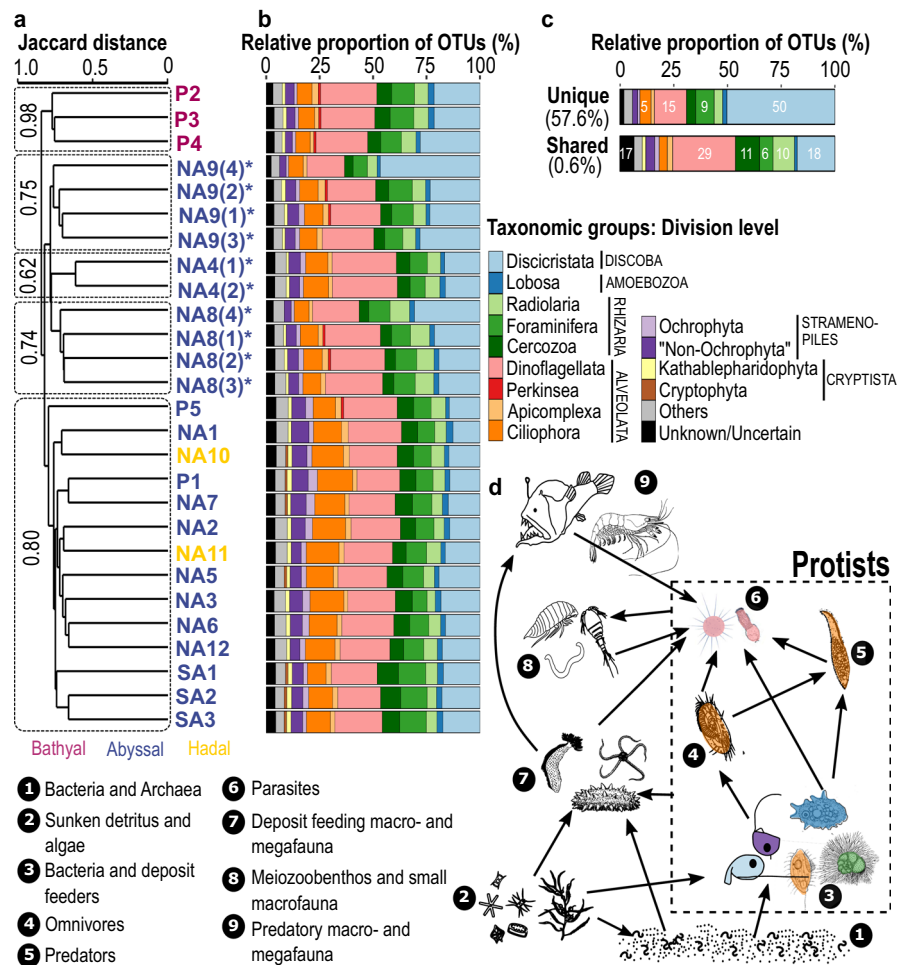 a
Jaccard distance
1.0 0.5 0
P2
P3
P4
NA9(4)*
NA9(2)*
NA9(1)*
NA9(3)*
NA4(1)*
NA4(2)*
NA8(4)*
NA8(1)*
NA8(2)*
NA8(3)*
P5
NA1
NA10
P1
NA7
NA2
NA11
NA5
NA3
NA6
NA12
SA1
SA2
SA3
0.98
0.75
0.62
0.74
0.80
Bathyal Abyssal Hadal
b
Relative proportion of OTUs (%)
0 25 50 75 100
c
Relative proportion of OTUs (%)
0 25 50 75 100
Unique
(57.6%)
5 15 9 50
Shared
(0.6%)
17 29 11 6 10 18
Taxonomic groups: Division level
Discicristata
DISCOBA
Lobosa
AMOEBOZOA
Radiolaria
Foraminifera
Cercozoa
RHIZARIA
Dinoflagellata
Perkinsea
Apicomplexa
Ciliophora
ALVEOLATA
Ochrophyta
"Non-Ochrophyta"
STRAMENO-
PILES
Kathablepharidophyta
Cryptophyta
CRYPTISTA
Others
Unknown/Uncertain
d
Protists
9
6
5
8
4
7
2
3
1
1 Bacteria and Archaea
2 Sunken detritus and
algae
3 Bacteria and deposit
feeders
4 Omnivores
5 Predators
6 Parasites
7 Deposit feeding macro- and
megafauna
8 Meiozoobenthos and small
macrofauna
9 Predatory macro- and
megafauna